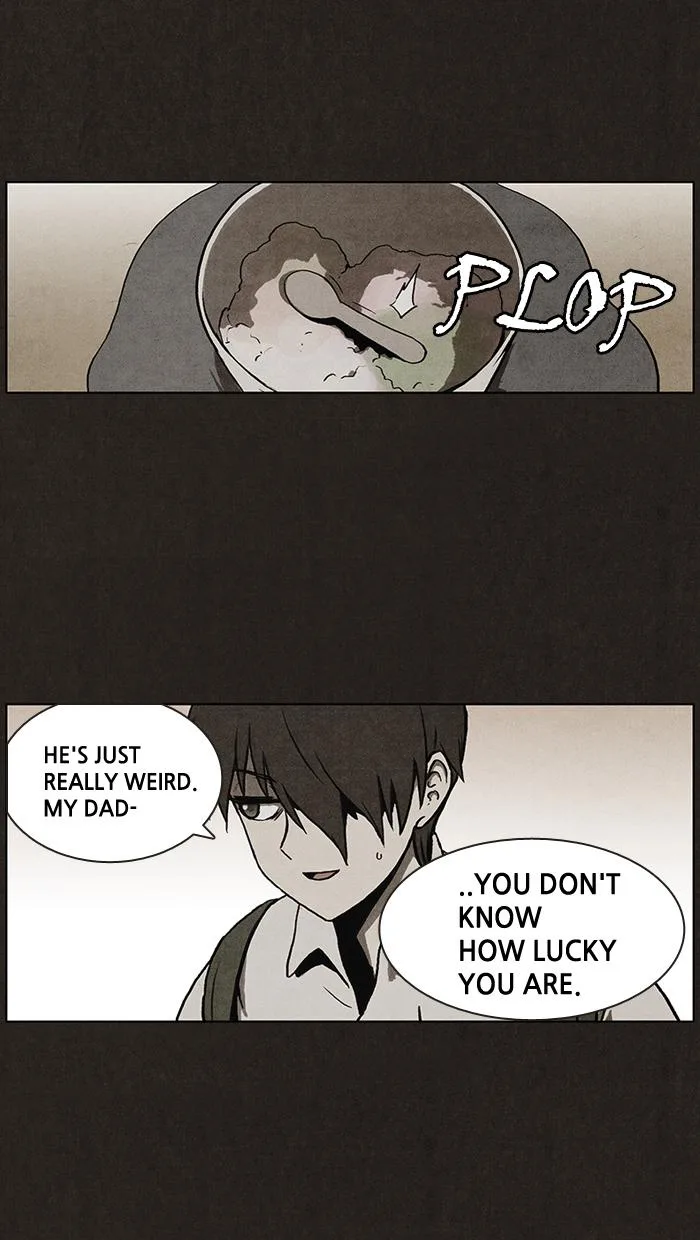 PLOP
HE'S JUST
REALLY WEIRD.
MY DAD-
..YOU DON'T
KNOW
HOW LUCKY
YOU ARE.